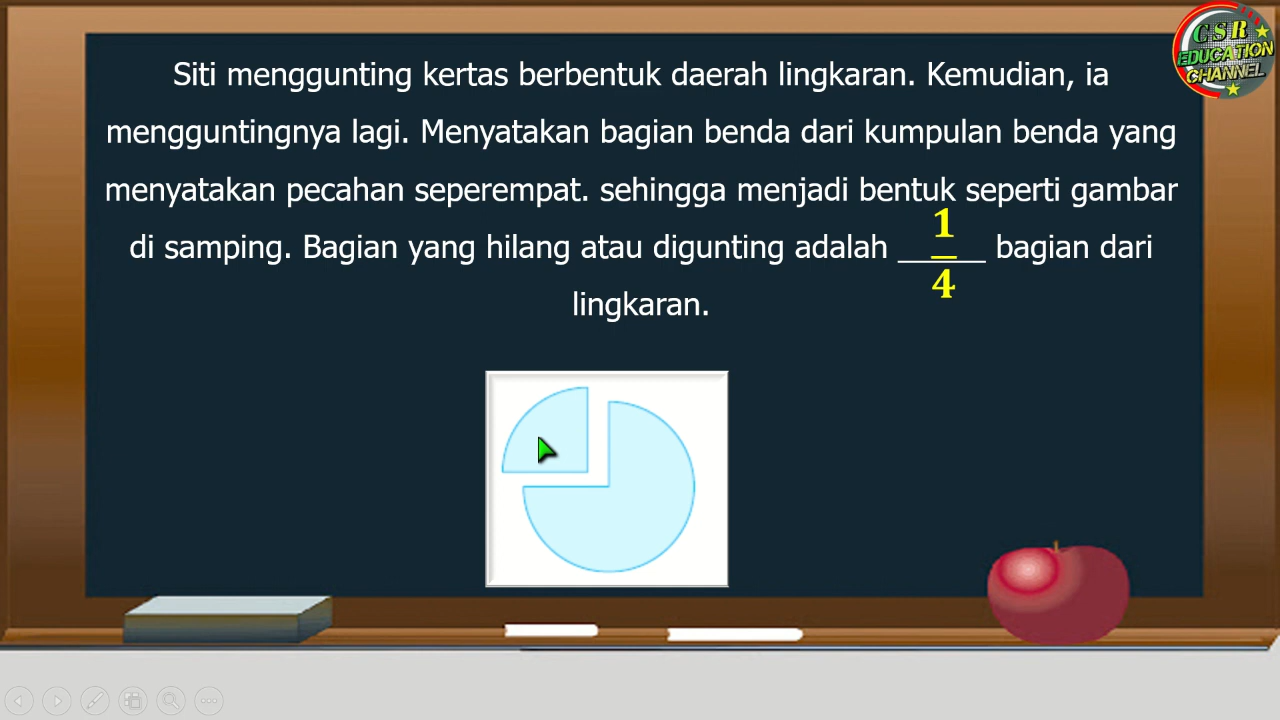 CSR
EDUCATION
CHANNEL
Siti menggunting kertas berbentuk daerah lingkaran. Kemudian, ia
mengguntingnya lagi. Menyatakan bagian benda dari kumpulan benda yang
menyatakan pecahan seperempat. sehingga menjadi bentuk seperti gambar
di samping. Bagian yang hilang atau digunting adalah ______ bagian dari
1
4
lingkaran.